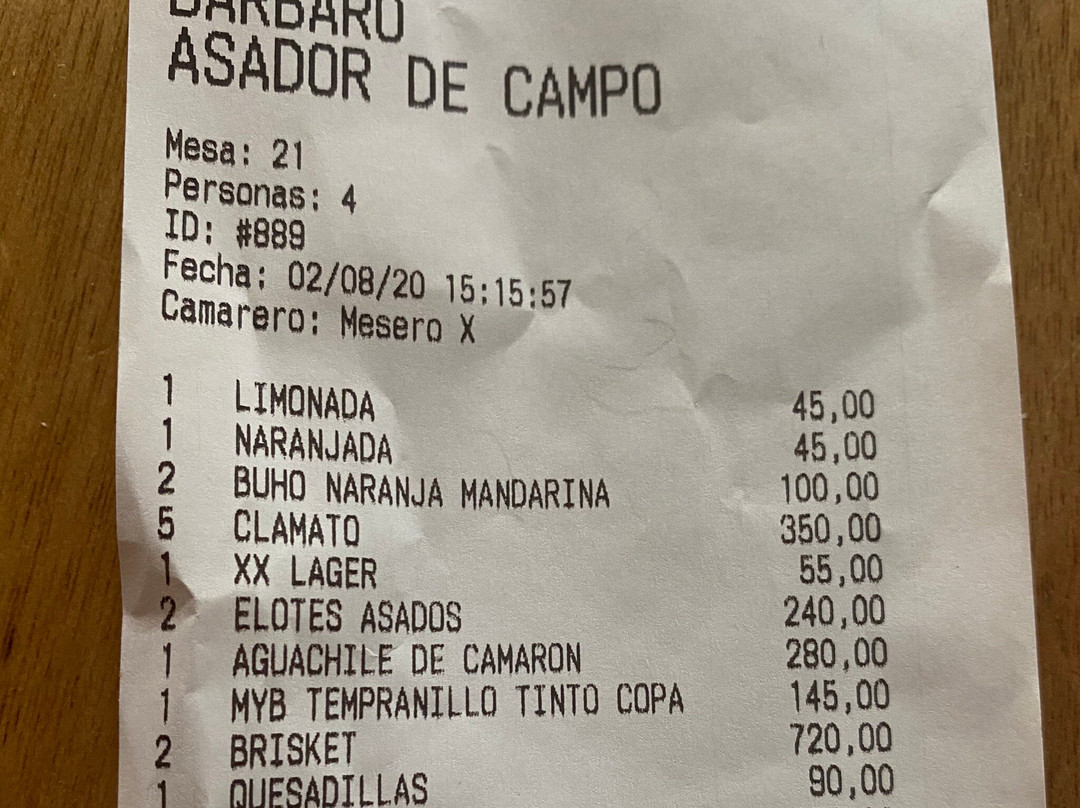 BARBARO
ASADOR DE CAMPO
Mesa: 21
Personas: 4
ID: #889
Fecha: 02/08/20 15:15:57
Camarero: Mesero X
1 LIMONADA 45,00
1 NARANJADA 45,00
2 BUHO NARANJA MANDARINA 100,00
5 CLAMATO 350,00
1 XX LAGER 55,00
2 ELOTES ASADOS 240,00
1 AGUACHILE DE CAMARON 280,00
1 MYB TEMPRANILLO TINTO COPA 145,00
2 BRISKET 720,00
1 QUESADILLAS 90,00